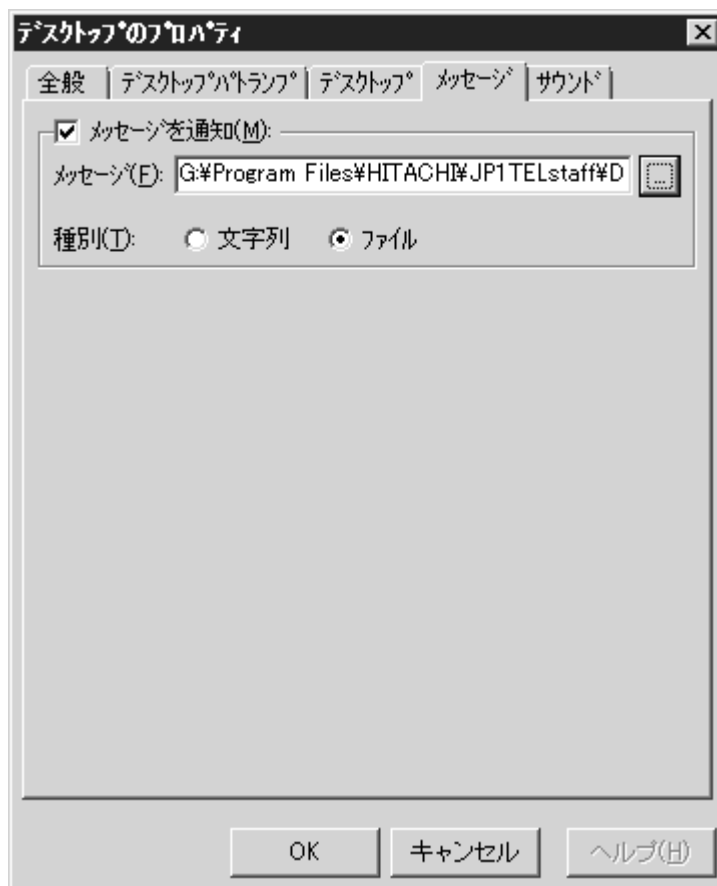 ﾃﾞｽｸﾄｯﾌﾟのﾌﾟﾛﾊﾟﾃｨ
全般 ﾃﾞｽｸﾄｯﾌﾟﾊﾟﾄﾗﾝﾌﾟ ﾃﾞｽｸﾄｯﾌﾟ ﾒｯｾｰｼﾞ ｻｳﾝﾄﾞ
ﾒｯｾｰｼﾞを通知(M):
ﾒｯｾｰｼﾞ(F): G:¥Program Files¥HITACHI¥JP1TELstaff¥D ...
種別(T): 文字列 ﾌｧｲﾙ
OK キャンセル ヘルプ(H)